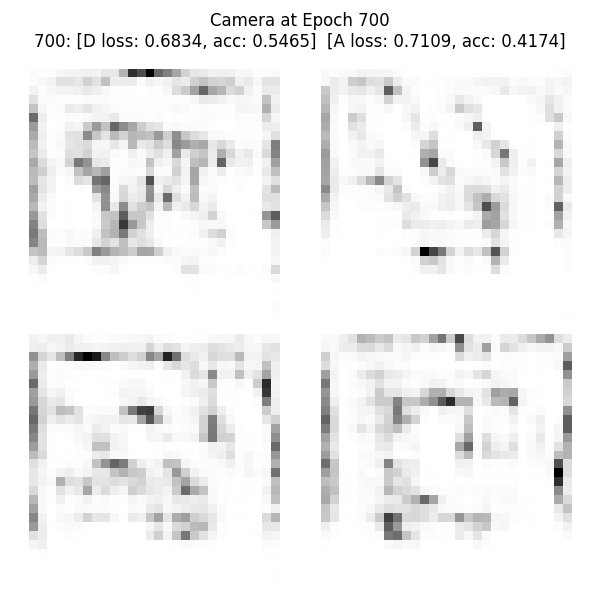 Camera at Epoch 700
700: [D loss: 0.6834, acc: 0.5465] [A loss: 0.7109, acc: 0.4174]